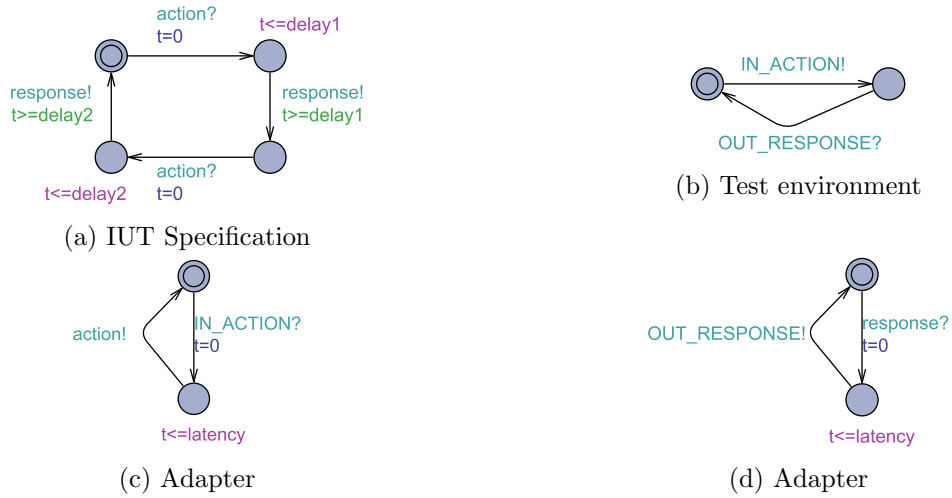 action?
t=0
t<=delay1
response!
t>=delay2
response!
t>=delay1
action?
t=0
t<=delay2
(a) IUT Specification
IN_ACTION!
OUT_RESPONSE?
(b) Test environment
action!
IN_ACTION?
t=0
t<=latency
(c) Adapter
OUT_RESPONSE!
response?
t=0
t<=latency
(d) Adapter